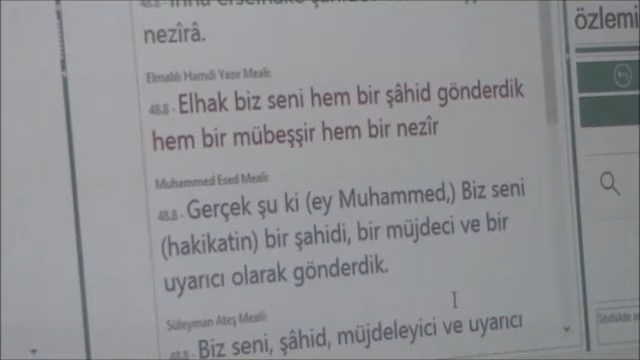 nezîrâ.
Elmalılı Hamdi Yazır Meali:
48.8 - Elhak biz seni hem bir şâhid gönderdik
hem bir mübeşşir hem bir nezîr
Muhammed Esed Meali:
48.8 - Gerçek şu ki (ey Muhammed,) Biz seni
(hakikatin) bir şahidi, bir müjdeci ve bir
uyarıcı olarak gönderdik.
Süleyman Ateş Meali:
48.8 - Biz seni, şâhid, müjdeleyici ve uyarıcı
özlemi